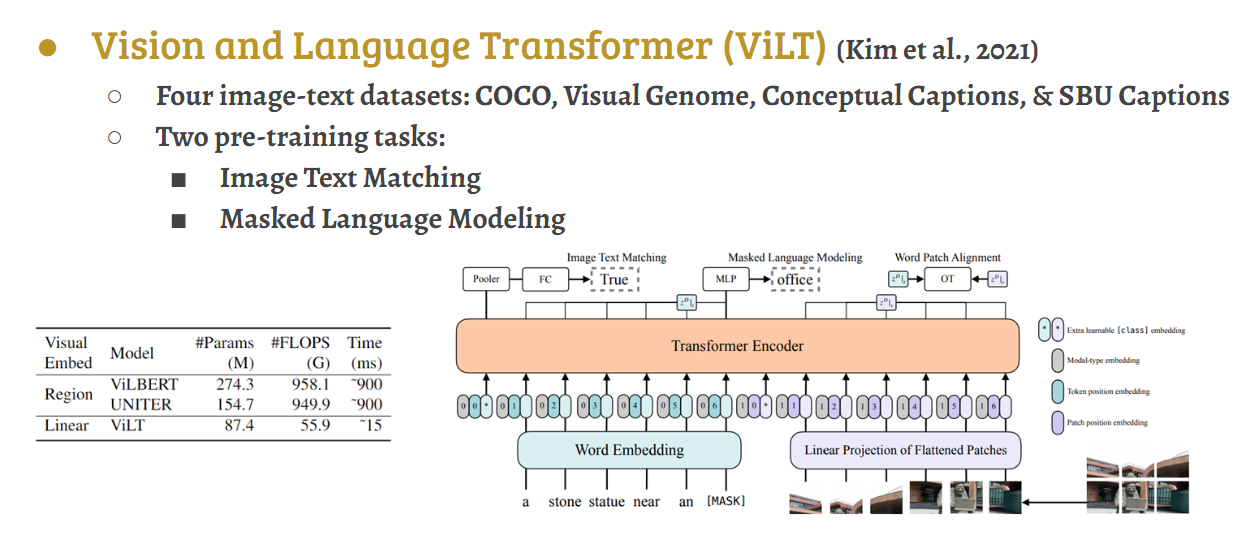 Vision and Language Transformer (ViLT) (Kim et al., 2021)
Four image-text datasets: COCO, Visual Genome, Conceptual Captions, & SBU Captions
Two pre-training tasks:
Image Text Matching
Masked Language Modeling
Visual Embed Model #Params (M) #FLOPS (G) Time (ms)
Region ViLBERT 274.3 958.1 ~900
UNITER 154.7 949.9 ~900
Linear ViLT 87.4 55.9 ~15
Image Text Matching Masked Language Modeling Word Patch Alignment
Pooler FC True MLP office OT
Transformer Encoder
0 0 * 0 1 0 2 0 3 0 4 0 5 0 6 1 0 * 1 1 1 2 1 3 1 4 1 5 1 6
Word Embedding Linear Projection of Flattened Patches
a stone statue near an [MASK]
* * Extra learnable [class] embedding
Modal-type embedding
Token position embedding
Patch position embedding